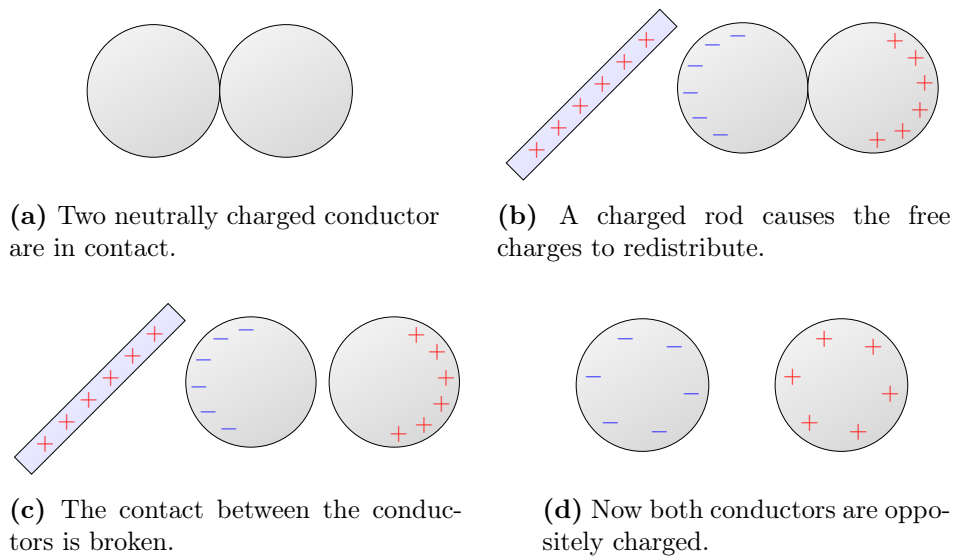 (a) Two neutrally charged conductor
are in contact.
(b) A charged rod causes the free
charges to redistribute.
(c) The contact between the conduc-
tors is broken.
(d) Now both conductors are oppo-
sitely charged.